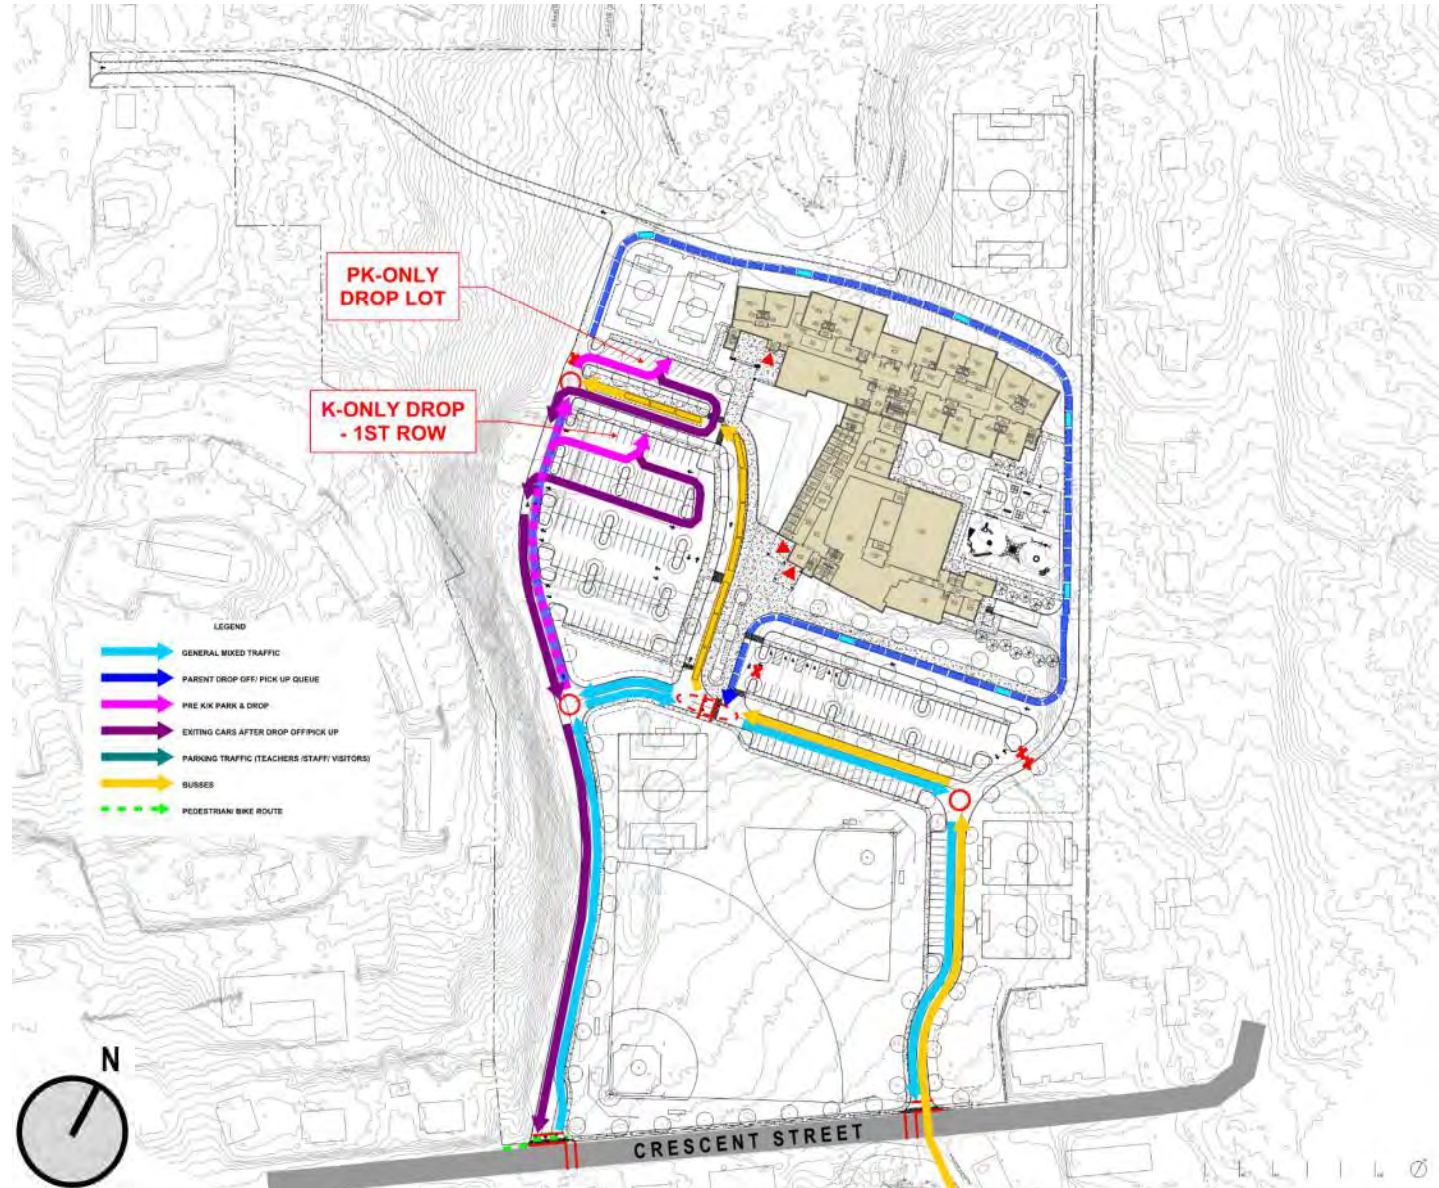 PK-ONLY
DROP LOT
K-ONLY DROP
- 1ST ROW
LEGEND
GENERAL MIXED TRAFFIC
PARENT DROP OFF/ PICK UP QUEUE
PRE K/K PARK & DROP
EXITING CARS AFTER DROP OFF/PICK UP
PARKING TRAFFIC (TEACHERS /STAFF/ VISITORS)
BUSSES
PEDESTRIAN/ BIKE ROUTE
N
CRESCENT STREET